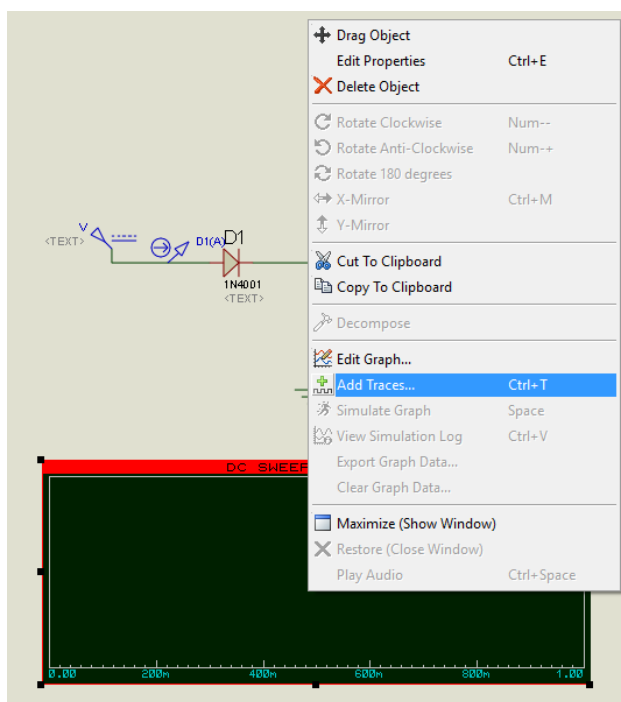 Drag Object
Edit Properties Ctrl+E
Delete Object
Rotate Clockwise Num--
Rotate Anti-Clockwise Num-+
Rotate 180 degrees
X-Mirror Ctrl+M
Y-Mirror
Cut To Clipboard
Copy To Clipboard
Decompose
Edit Graph...
Add Traces... Ctrl+T
Simulate Graph Space
View Simulation Log Ctrl+V
Export Graph Data...
Clear Graph Data...
Maximize (Show Window)
Restore (Close Window)
Play Audio Ctrl+Space
V
<TEXT>
D1(A)
D1
1N4001
<TEXT>
DC SWEEP
0.00 200m 400m 600m 800m 1.00